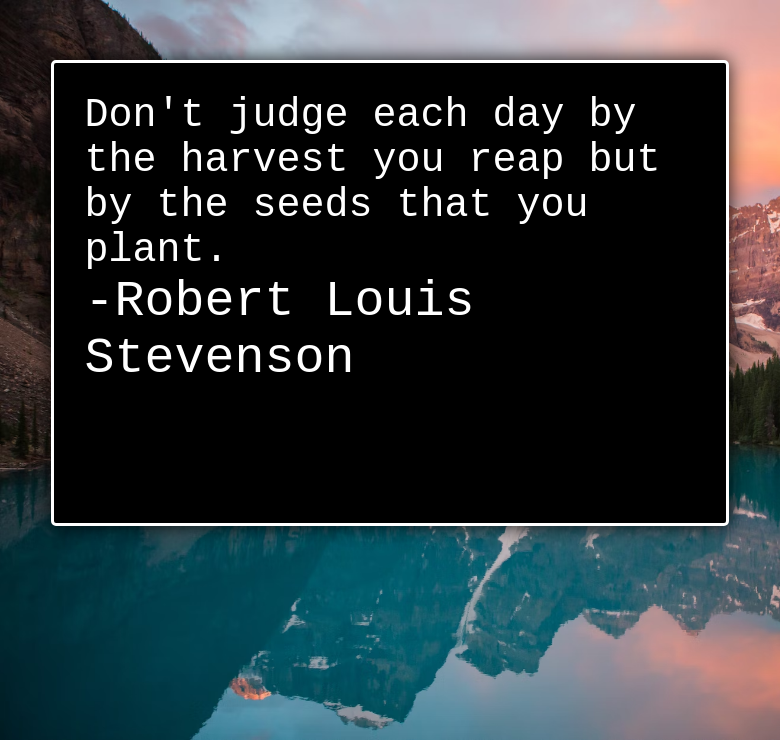 Don't judge each day by
the harvest you reap but
by the seeds that you
plant.
-Robert Louis
Stevenson